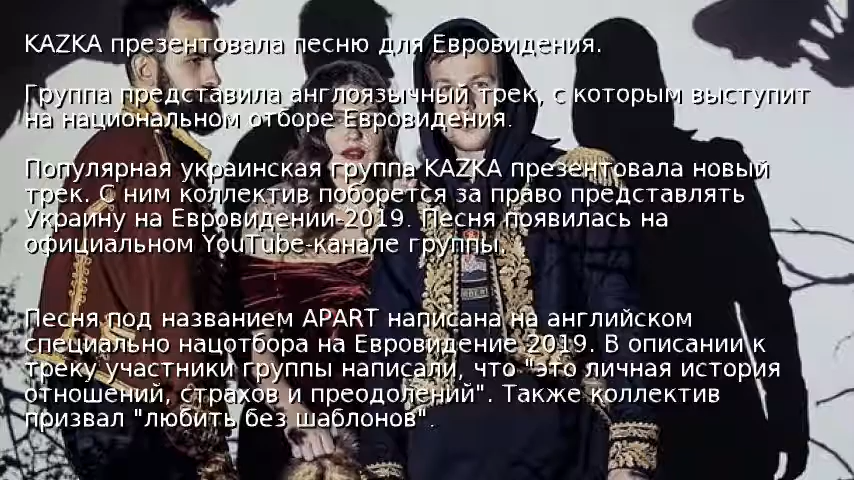 KAZKA презентовала песню для Евровидения.
Группа представила англоязычный трек, с которым выступит
на национальном отборе Евровидения.
Популярная украинская группа KAZKA презентовала новый
трек. С ним коллектив поборется за право представлять
Украину на Евровидении-2019. Песня появилась на
официальном YouTube-канале группы.
Песня под названием APART написана на английском
специально нацотбора на Евровидение 2019. В описании к
треку участники группы написали, что "это личная история
отношений, страхов и преодолений". Также коллектив
призвал "любить без шаблонов".